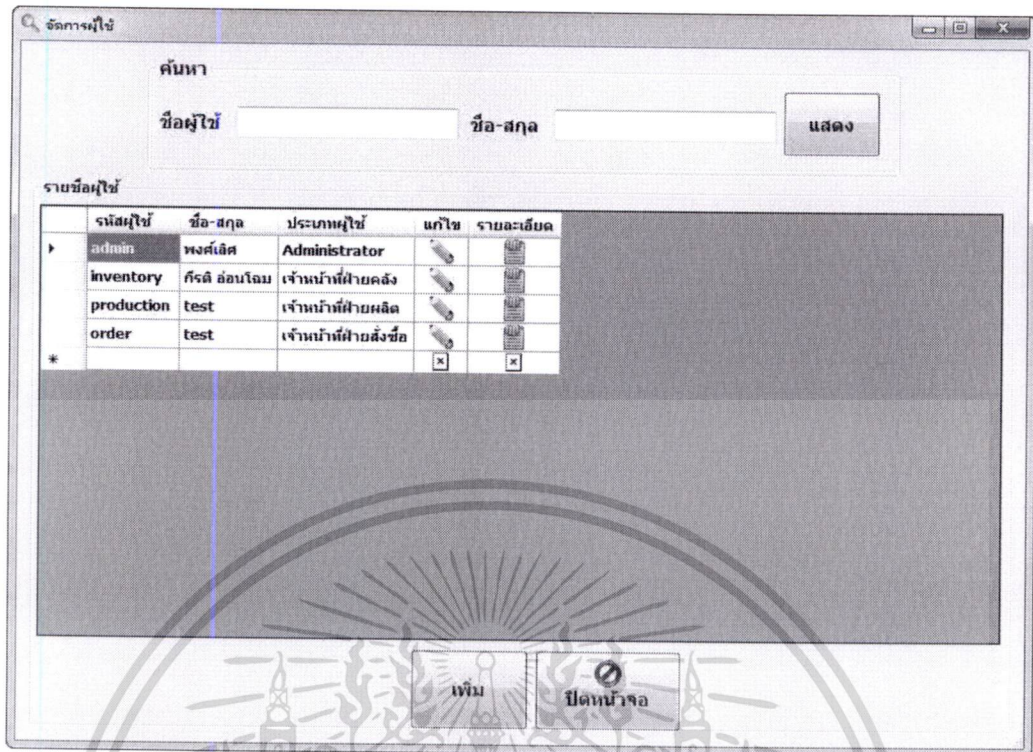 จัดการผู้ใช้
ค้นหา
ชื่อผู้ใช้ ชื่อ-สกุล แสดง
รายชื่อผู้ใช้
รหัสผู้ใช้ ชื่อ-สกุล ประเภทผู้ใช้ แก้ไข รายละเอียด
admin พงศ์เลิศ Administrator
inventory กีรติ อ่อนโฉม เจ้าหน้าที่ฝ่ายคลัง
production test เจ้าหน้าที่ฝ่ายผลิต
order test เจ้าหน้าที่ฝ่ายสั่งซื้อ
เพิ่ม ปิดหน้าจอ